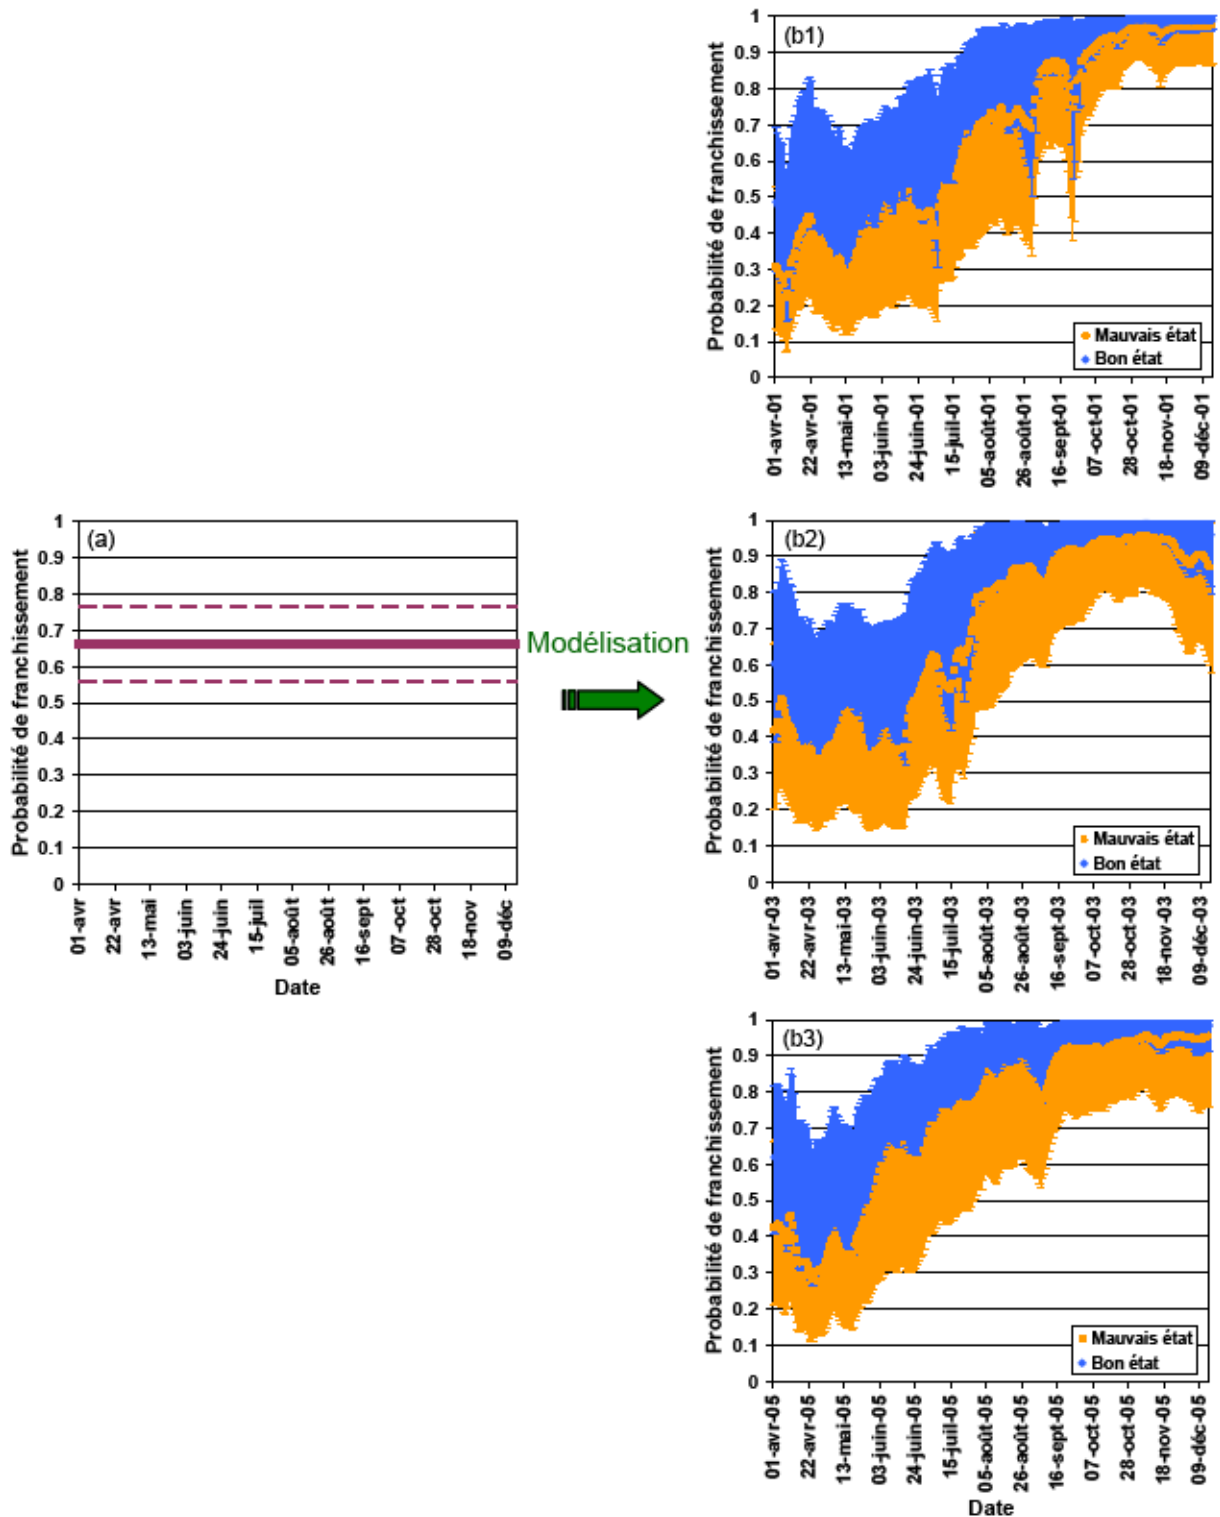 (b1)
Probabilité de franchissement
1
0.9
0.8
0.7
0.6
0.5
0.4
0.3
0.2
0.1
0
Mauvais état
Bon état
01-avr-01
22-avr-01
13-mai-01
03-juin-01
24-juin-01
15-juil-01
05-août-01
26-août-01
16-sept-01
07-oct-01
28-oct-01
18-nov-01
09-déc-01
(a)
Probabilité de franchissement
1
0.9
0.8
0.7
0.6
0.5
0.4
0.3
0.2
0.1
0
01-avr
22-avr
13-mai
03-juin
24-juin
15-juil
05-août
26-août
16-sept
07-oct
28-oct
18-nov
09-déc
Date
Modélisation
(b2)
Probabilité de franchissement
1
0.9
0.8
0.7
0.6
0.5
0.4
0.3
0.2
0.1
0
Mauvais état
Bon état
01-avr-03
22-avr-03
13-mai-03
03-juin-03
24-juin-03
15-juil-03
05-août-03
26-août-03
16-sept-03
07-oct-03
28-oct-03
18-nov-03
09-déc-03
(b3)
Probabilité de franchissement
1
0.9
0.8
0.7
0.6
0.5
0.4
0.3
0.2
0.1
0
Mauvais état
Bon état
01-avr-05
22-avr-05
13-mai-05
03-juin-05
24-juin-05
15-juil-05
05-août-05
26-août-05
16-sept-05
07-oct-05
28-oct-05
18-nov-05
09-déc-05
Date